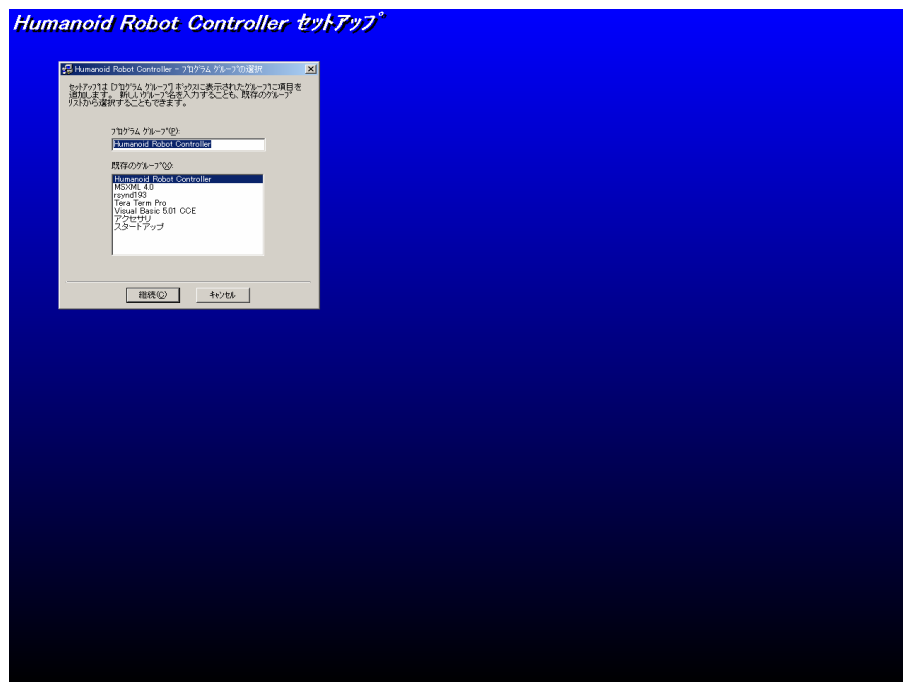 Humanoid Robot Controller ｾｯﾄｱｯﾌﾟ
Humanoid Robot Controller - ﾌﾟﾛｸﾞﾗﾑ ｸﾞﾙｰﾌﾟの選択
ｾｯﾄｱｯﾌﾟは [ﾌﾟﾛｸﾞﾗﾑ ｸﾞﾙｰﾌﾟ] ﾎﾞｯｸｽに表示されたｸﾞﾙｰﾌﾟに項目を
追加します。 新しいｸﾞﾙｰﾌﾟ名を入力することも、既存のｸﾞﾙｰﾌﾟ
ﾘｽﾄから選択することもできます。
ﾌﾟﾛｸﾞﾗﾑ ｸﾞﾙｰﾌﾟ(P):
Humanoid Robot Controller
既存のｸﾞﾙｰﾌﾟ(X):
Humanoid Robot Controller
MSXML 4.0
rsynd193
Tera Term Pro
Visual Basic 5.01 CCE
アクセサリ
スタートアップ
継続(C)
ｷｬﾝｾﾙ